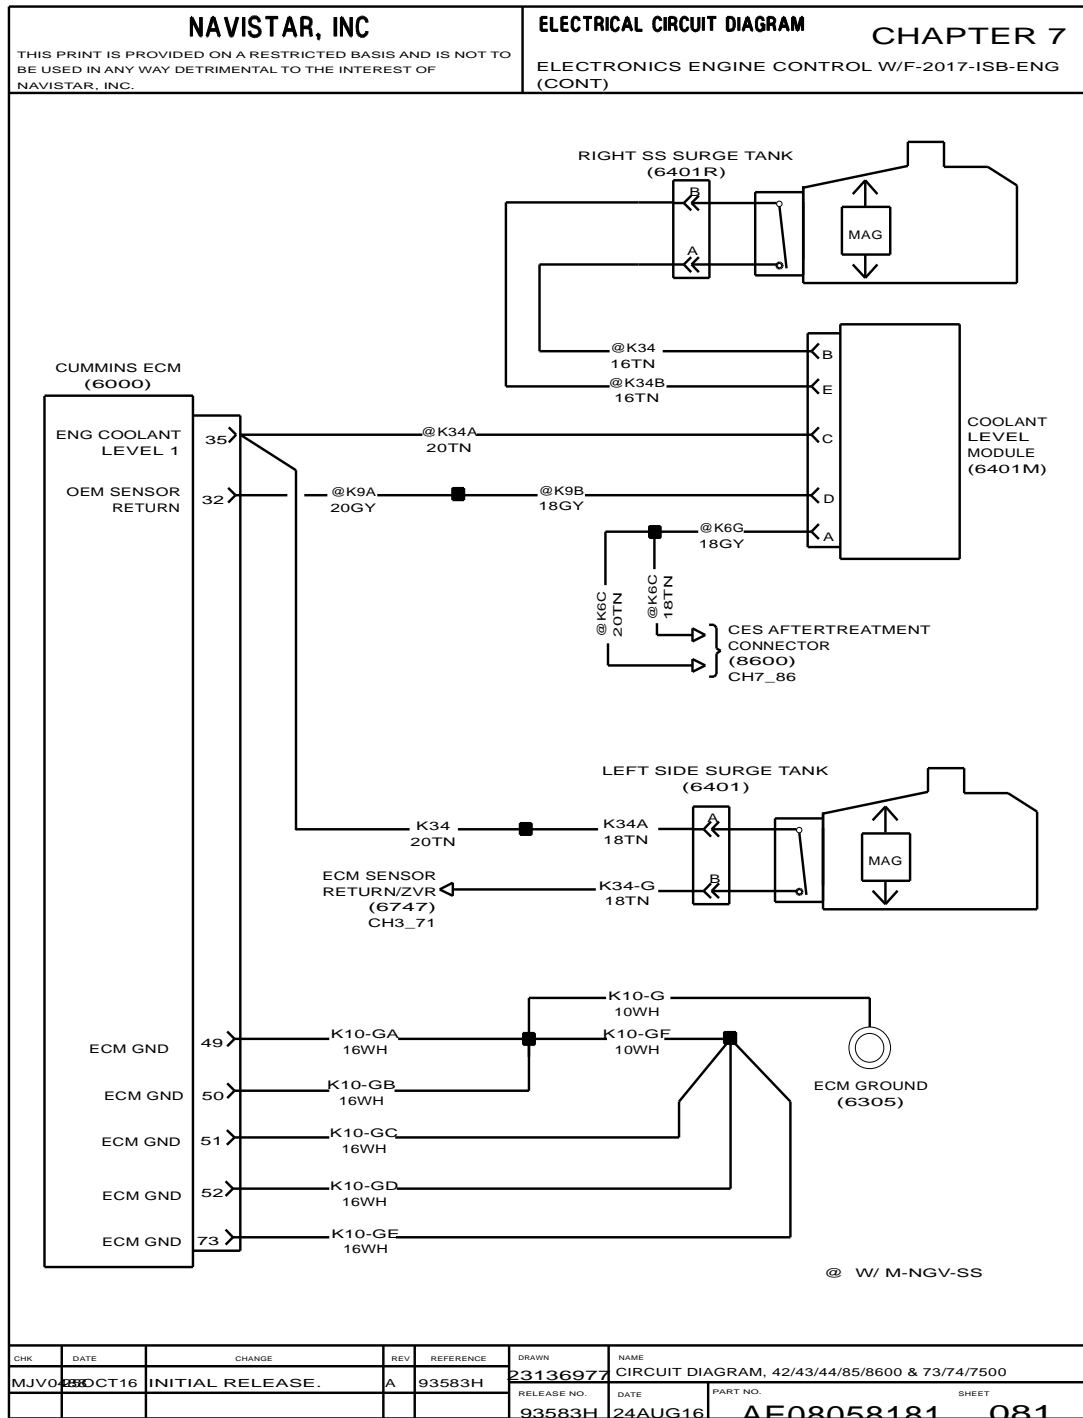 NAVISTAR, INC
THIS PRINT IS PROVIDED ON A RESTRICTED BASIS AND IS NOT TO
BE USED IN ANY WAY DETRIMENTAL TO THE INTEREST OF
NAVISTAR, INC.
ELECTRICAL CIRCUIT DIAGRAM
CHAPTER 7
ELECTRONICS ENGINE CONTROL W/F-2017-ISB-ENG
(CONT)
RIGHT SS SURGE TANK
(6401R)
B
A
MAG
@K34
16TN
@K34B
16TN
B
E
C
D
A
COOLANT
LEVEL
MODULE
(6401M)
CUMMINS ECM
(6000)
ENG COOLANT
LEVEL 1
35
@K34A
20TN
OEM SENSOR
RETURN
32
@K9A
20GY
@K9B
18GY
@K6G
18GY
@K6C
20TN
@K6C
18TN
CES AFTERTREATMENT
CONNECTOR
(8600)
CH7_86
LEFT SIDE SURGE TANK
(6401)
A
B
MAG
K34
20TN
K34A
18TN
ECM SENSOR
RETURN/ZVR
(6747)
CH3_71
K34-G
18TN
K10-G
10WH
ECM GND
49
K10-GA
16WH
K10-GF
10WH
ECM GROUND
(6305)
ECM GND
50
K10-GB
16WH
ECM GND
51
K10-GC
16WH
ECM GND
52
K10-GD
16WH
ECM GND
73
K10-GE
16WH
@ W/ M-NGV-SS
CHK DATE CHANGE REV REFERENCE
OCT16 INITIAL RELEASE. A 93583H
DRAWN
23136977
NAME
CIRCUIT DIAGRAM, 42/43/44/85/8600 & 73/74/7500
RELEASE NO.
93583H
DATE
24AUG16
PART NO.
AE08058181
SHEET
081